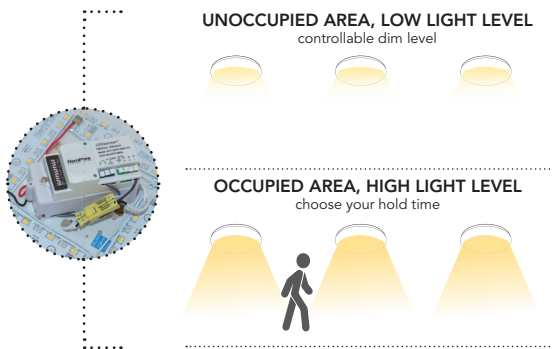 UNOCCUPIED AREA, LOW LIGHT LEVEL
controllable dim level
OCCUPIED AREA, HIGH LIGHT LEVEL
choose your hold time